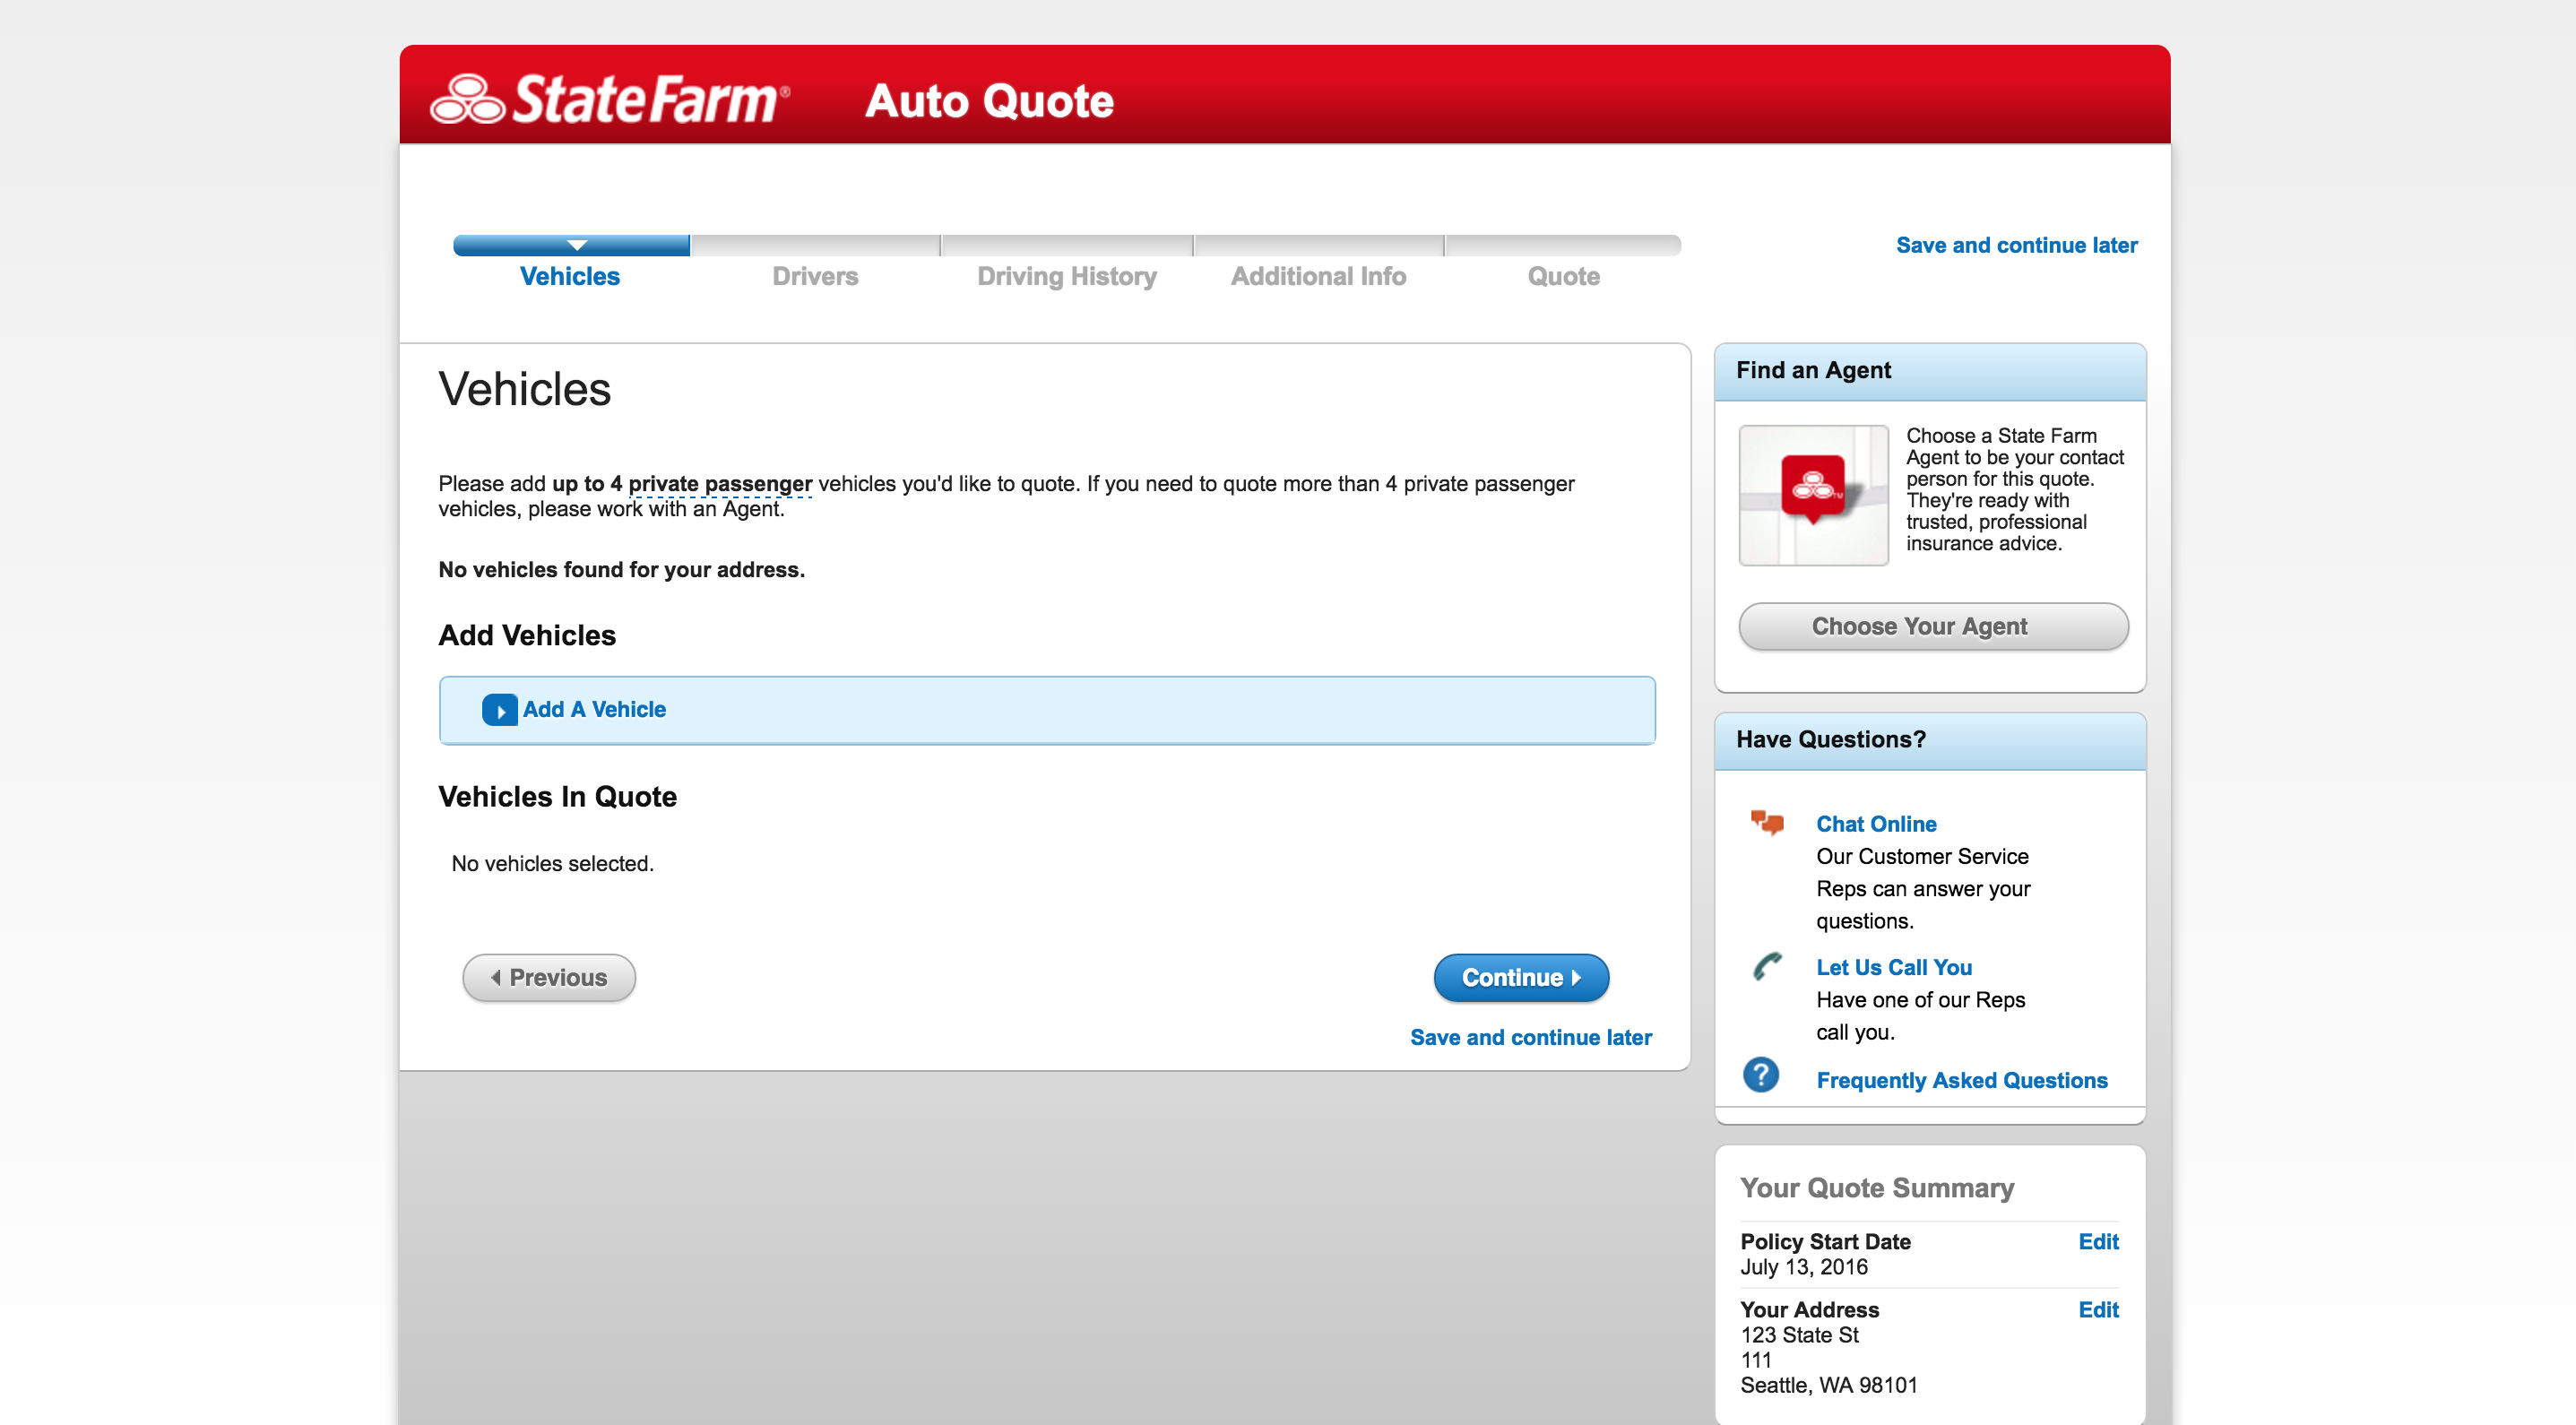 StateFarm® Auto Quote
Save and continue later
Vehicles Drivers Driving History Additional Info Quote
Vehicles
Please add up to 4 private passenger vehicles you'd like to quote. If you need to quote more than 4 private passenger
vehicles, please work with an Agent.
No vehicles found for your address.
Add Vehicles
Add A Vehicle
Vehicles In Quote
No vehicles selected.
Previous
Continue
Save and continue later
Find an Agent
TM
Choose a State Farm
Agent to be your contact
person for this quote.
They're ready with
trusted, professional
insurance advice.
Choose Your Agent
Have Questions?
Chat Online
Our Customer Service
Reps can answer your
questions.
Let Us Call You
Have one of our Reps
call you.
?
Frequently Asked Questions
Your Quote Summary
Policy Start Date Edit
July 13, 2016
Your Address Edit
123 State St
111
Seattle, WA 98101